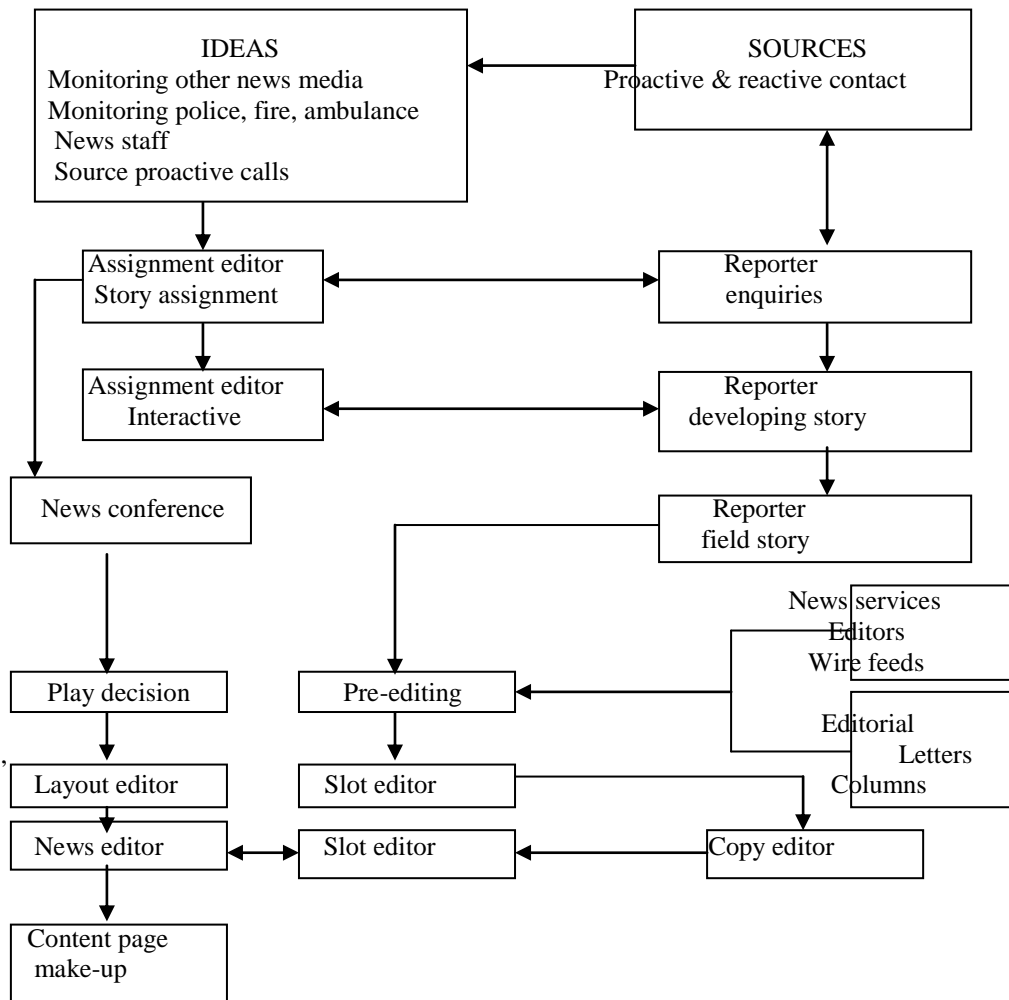 IDEAS
Monitoring other news media
Monitoring police, fire, ambulance
News staff
Source proactive calls
SOURCES
Proactive & reactive contact
Assignment editor
Story assignment
Reporter
enquiries
Assignment editor
Interactive
Reporter
developing story
News conference
Reporter
field story
News services
Editors
Wire feeds
Play decision
Pre-editing
Editorial
Letters
Columns
,
Layout editor
Slot editor
News editor
Slot editor
Copy editor
Content page
make-up